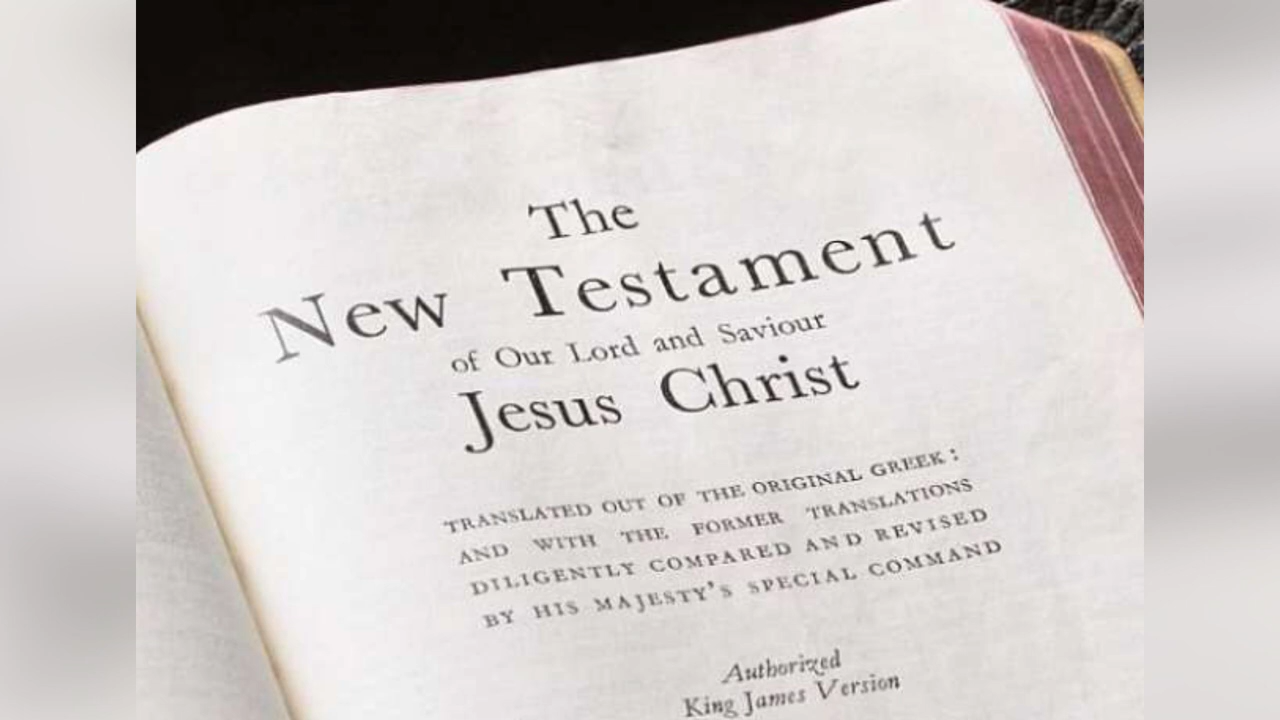 The
New Testament
of Our Lord and Saviour
Jesus Christ
TRANSLATED OUT OF THE ORIGINAL GREEK:
AND WITH THE FORMER TRANSLATIONS
DILIGENTLY COMPARED AND REVISED
BY HIS MAJESTY'S SPECIAL COMMAND
Authorized
King James Version